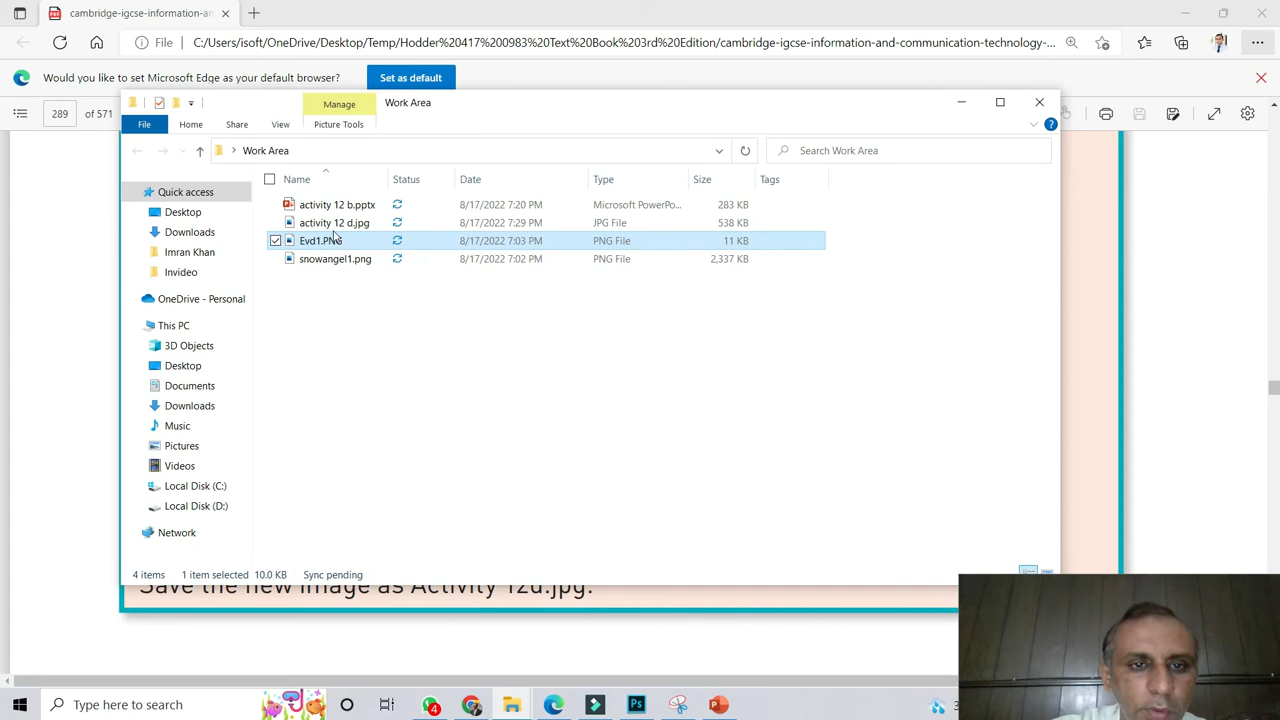 cambridge-igcse-information-an
File
C:/Users/isoft/OneDrive/Desktop/Temp/Hodder%20417%200983%20Text%20Book%203rd%20Edition/cambridge-igcse-information-and-communication-technology-...
Would you like to set Microsoft Edge as your default browser?
Set as default
289 of 571
Manage
Work Area
File
Home
Share
View
Picture Tools
Work Area
Search Work Area
Name Status Date Type Size Tags
activity 12 b.pptx 8/17/2022 7:20 PM Microsoft PowerPo... 283 KB
activity 12 d.jpg 8/17/2022 7:29 PM JPG File 538 KB
Evd1.PNG 8/17/2022 7:03 PM PNG File 11 KB
snowangel1.png 8/17/2022 7:02 PM PNG File 2,337 KB
Quick access
Desktop
Downloads
Imran Khan
Invideo
OneDrive - Personal
This PC
3D Objects
Desktop
Documents
Downloads
Music
Pictures
Videos
Local Disk (C:)
Local Disk (D:)
Network
4 items 1 item selected 10.0 KB Sync pending
Save the new image as Activity 12d.jpg.
Type here to search
4
Ps